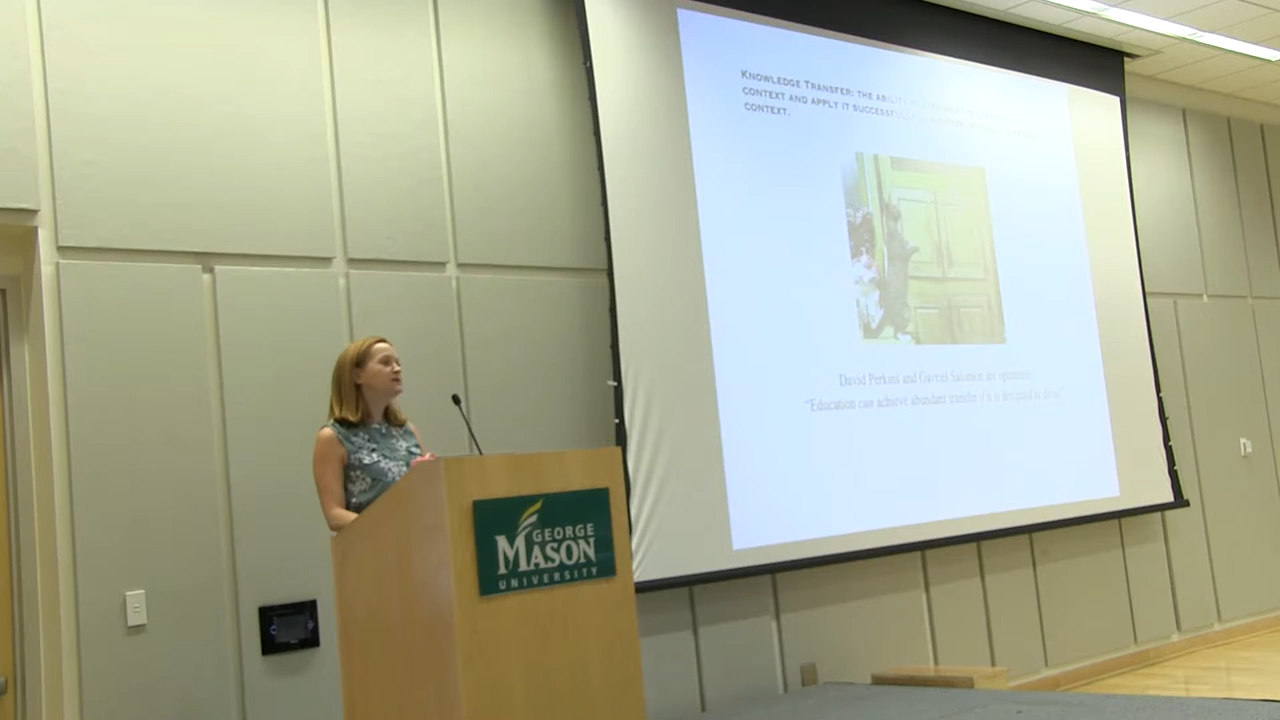 KNOWLEDGE TRANSFER: THE ABILITY
CONTEXT AND APPLY IT SUCCESSFULLY
CONTEXT.
David Perkins and Gavriel Salomon are
"Education can achieve abundant transfer if it is designed to do so"
GEORGE
MASON
UNIVERSITY